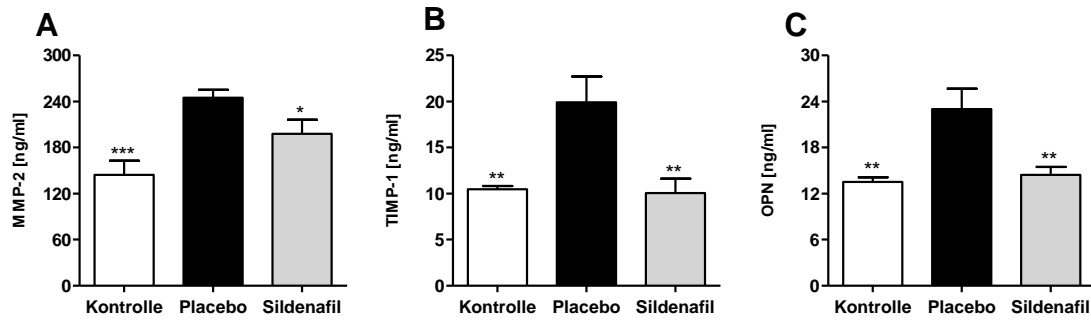 A
MMP-2 [ng/ml]
300
240
180
120
60
0
***
*
Kontrolle Placebo Sildenafil
B
TIMP-1 [ng/ml]
25
20
15
10
5
0
**
**
Kontrolle Placebo Sildenafil
C
OPN [ng/ml]
30
24
18
12
6
0
**
**
Kontrolle Placebo Sildenafil